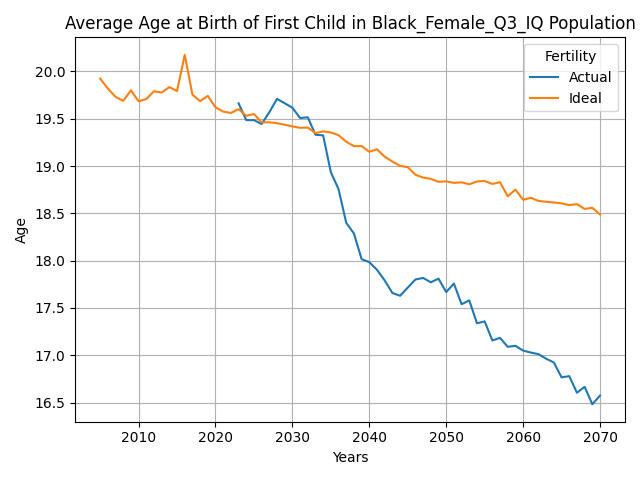 Average Age at Birth of First Child in Black_Female_Q3_IQ Population
Fertility
Actual
Ideal
20.0
19.5
19.0
18.5
18.0
17.5
17.0
16.5
Age
2010 2020 2030 2040 2050 2060 2070
Years